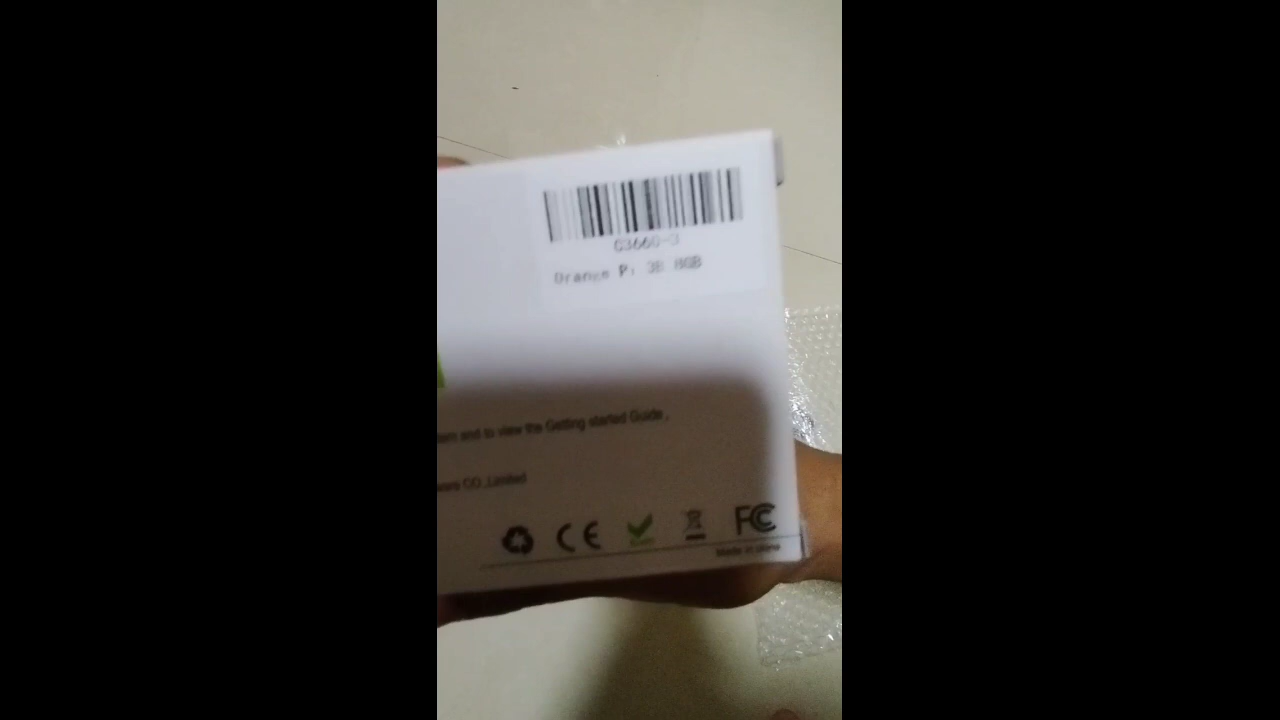 G3660-3
Orange Pi 3B 8GB
and to view the Getting started Guide,
CO.,Limited
CE
FC
Made in china